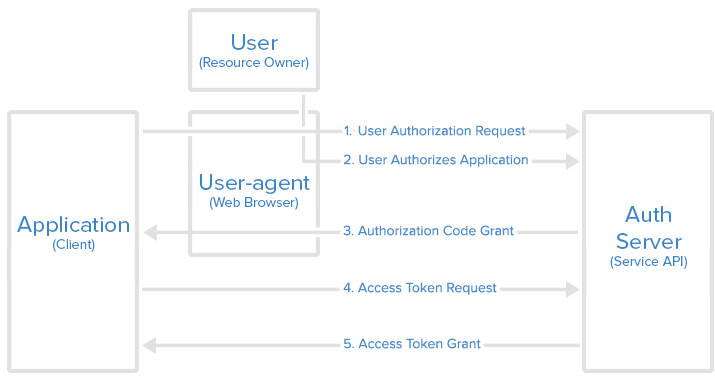 User
(Resource Owner)
1. User Authorization Request
2. User Authorizes Application
User-agent
(Web Browser)
Application
(Client)
Auth
Server
(Service API)
3. Authorization Code Grant
4. Access Token Request
5. Access Token Grant